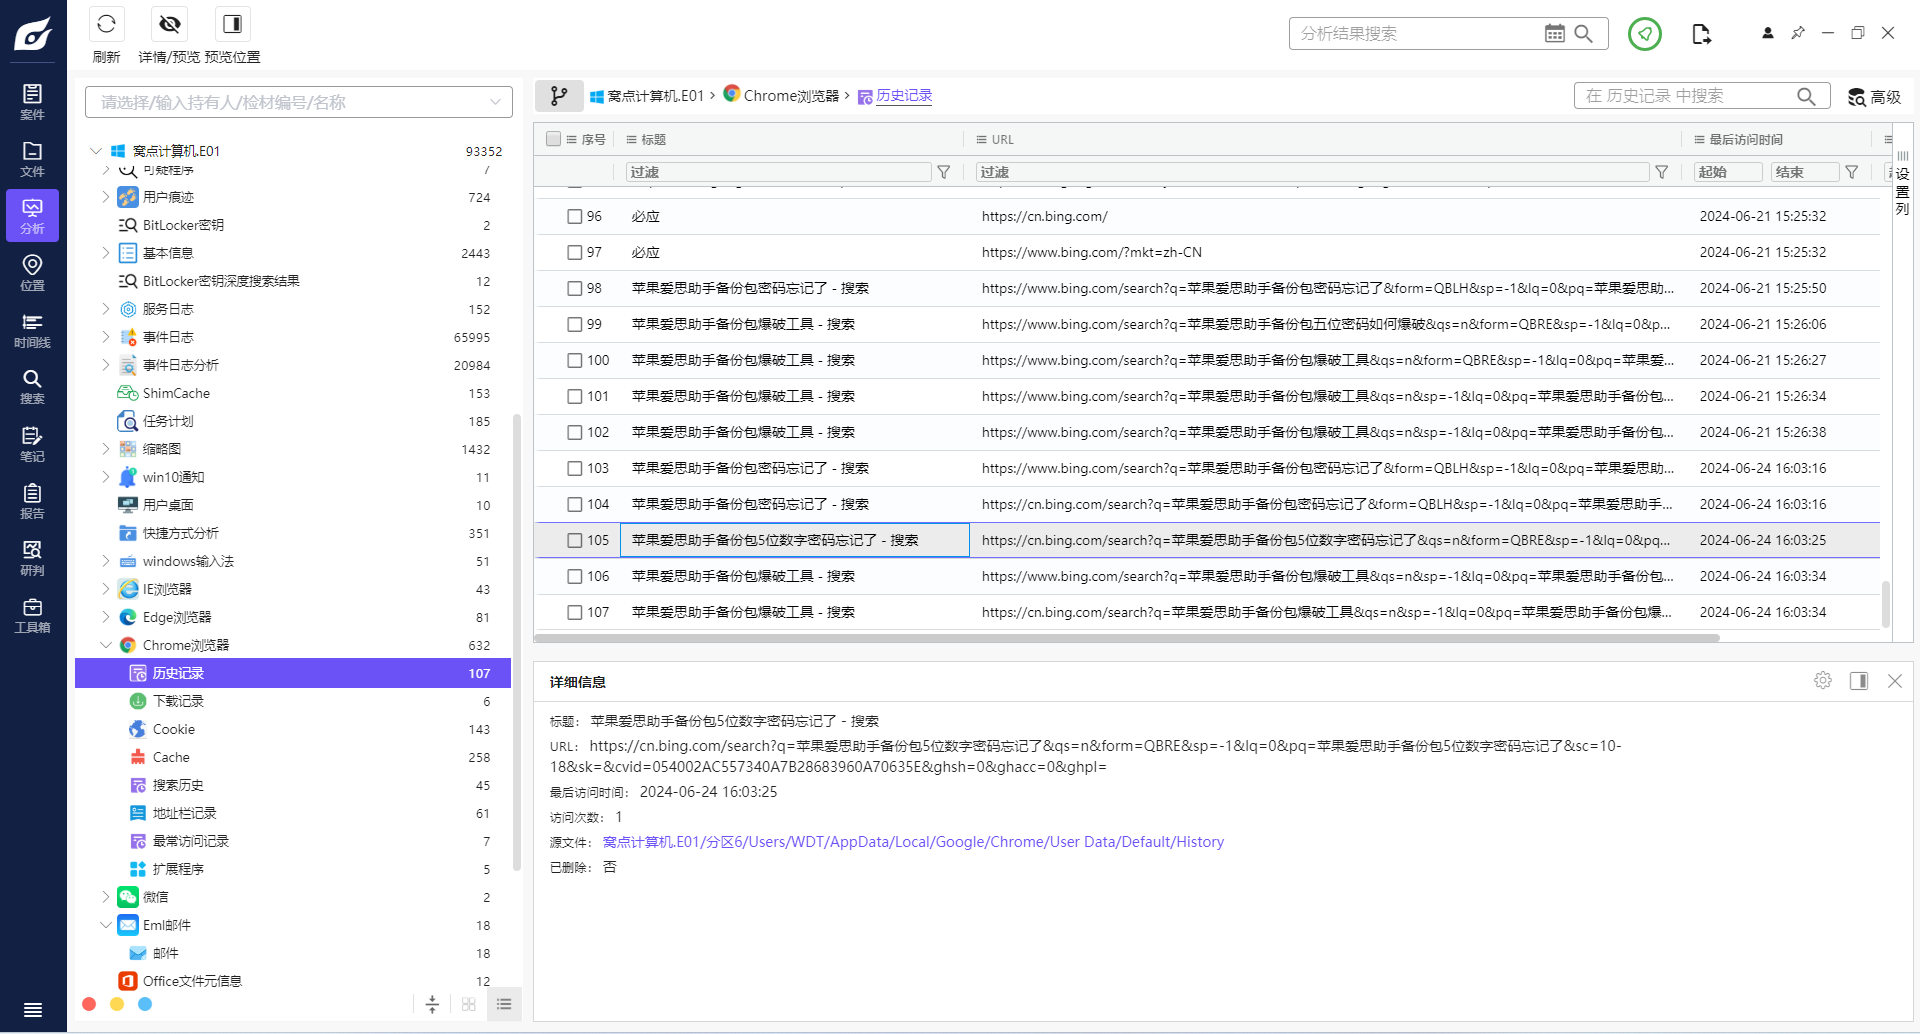 刷新 详情/预览 预览位置
分析结果搜索
案件
文件
分析
位置
时间线
搜索
笔记
报告
研判
工具箱
请选择/输入持有人/检材编号/名称
窝点计算机.E01 93352
可疑程序 7
用户痕迹 724
BitLocker密钥 2
基本信息 2443
BitLocker密钥深度搜索结果 12
服务日志 152
事件日志 65995
事件日志分析 20984
ShimCache 153
任务计划 185
缩略图 1432
win10通知 11
用户桌面 10
快捷方式分析 351
windows输入法 51
IE浏览器 43
Edge浏览器 81
Chrome浏览器 632
历史记录 107
下载记录 6
Cookie 143
Cache 258
搜索历史 45
地址栏记录 61
最常访问记录 7
扩展程序 5
微信 2
Eml邮件 18
邮件 18
Office文件元信息 12
窝点计算机.E01 › Chrome浏览器 › 历史记录
在 历史记录 中搜索 高级
序号 标题 URL 最后访问时间
过滤 过滤 起始 结束
设置列
96 必应 https://cn.bing.com/ 2024-06-21 15:25:32
97 必应 https://www.bing.com/?mkt=zh-CN 2024-06-21 15:25:32
98 苹果爱思助手备份包密码忘记了 - 搜索 https://www.bing.com/search?q=苹果爱思助手备份包密码忘记了&form=QBLH&sp=-1&lq=0&pq=苹果爱思助... 2024-06-21 15:25:50
99 苹果爱思助手备份包爆破工具 - 搜索 https://www.bing.com/search?q=苹果爱思助手备份包五位密码如何爆破&qs=n&form=QBRE&sp=-1&lq=0&p... 2024-06-21 15:26:06
100 苹果爱思助手备份包爆破工具 - 搜索 https://www.bing.com/search?q=苹果爱思助手备份包爆破工具&qs=n&form=QBRE&sp=-1&lq=0&pq=苹果爱... 2024-06-21 15:26:27
101 苹果爱思助手备份包爆破工具 - 搜索 https://www.bing.com/search?q=苹果爱思助手备份包爆破工具&qs=n&sp=-1&lq=0&pq=苹果爱思助手备份包... 2024-06-21 15:26:34
102 苹果爱思助手备份包爆破工具 - 搜索 https://www.bing.com/search?q=苹果爱思助手备份包爆破工具&qs=n&sp=-1&lq=0&pq=苹果爱思助手备份包... 2024-06-21 15:26:38
103 苹果爱思助手备份包密码忘记了 - 搜索 https://www.bing.com/search?q=苹果爱思助手备份包密码忘记了&form=QBLH&sp=-1&lq=0&pq=苹果爱思助... 2024-06-24 16:03:16
104 苹果爱思助手备份包密码忘记了 - 搜索 https://cn.bing.com/search?q=苹果爱思助手备份包密码忘记了&form=QBLH&sp=-1&lq=0&pq=苹果爱思助手... 2024-06-24 16:03:16
105 苹果爱思助手备份包5位数字密码忘记了 - 搜索 https://cn.bing.com/search?q=苹果爱思助手备份包5位数字密码忘记了&qs=n&form=QBRE&sp=-1&lq=0&pq... 2024-06-24 16:03:25
106 苹果爱思助手备份包爆破工具 - 搜索 https://www.bing.com/search?q=苹果爱思助手备份包爆破工具&qs=n&sp=-1&lq=0&pq=苹果爱思助手备份包... 2024-06-24 16:03:34
107 苹果爱思助手备份包爆破工具 - 搜索 https://cn.bing.com/search?q=苹果爱思助手备份包爆破工具&qs=n&sp=-1&lq=0&pq=苹果爱思助手备份包爆... 2024-06-24 16:03:34
详细信息
标题： 苹果爱思助手备份包5位数字密码忘记了 - 搜索
URL： https://cn.bing.com/search?q=苹果爱思助手备份包5位数字密码忘记了&qs=n&form=QBRE&sp=-1&lq=0&pq=苹果爱思助手备份包5位数字密码忘记了&sc=10-
18&sk=&cvid=054002AC557340A7B28683960A70635E&ghsh=0&ghacc=0&ghpl=
最后访问时间： 2024-06-24 16:03:25
访问次数： 1
源文件： 窝点计算机.E01/分区6/Users/WDT/AppData/Local/Google/Chrome/User Data/Default/History
已删除： 否